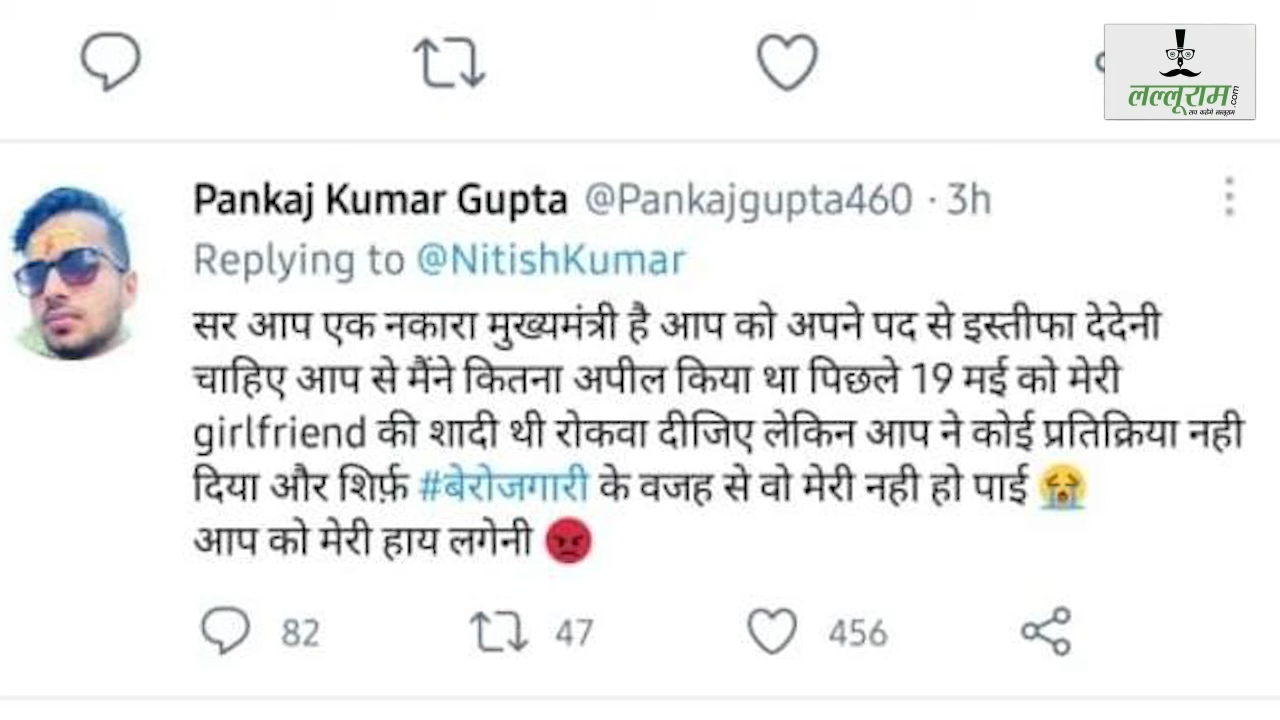 लल्लूराम.com
Pankaj Kumar Gupta @Pankajgupta460 · 3h
Replying to @NitishKumar
सर आप एक नकारा मुख्यमंत्री है आप को अपने पद से इस्तीफा देदेनी
चाहिए आप से मैंने कितना अपील किया था पिछले 19 मई को मेरी
girlfriend की शादी थी रोकवा दीजिए लेकिन आप ने कोई प्रतिक्रिया नही
दिया और शिर्फ़ #बेरोजगारी के वजह से वो मेरी नही हो पाई 😭
आप को मेरी हाय लगेनी 😡
82 47 456